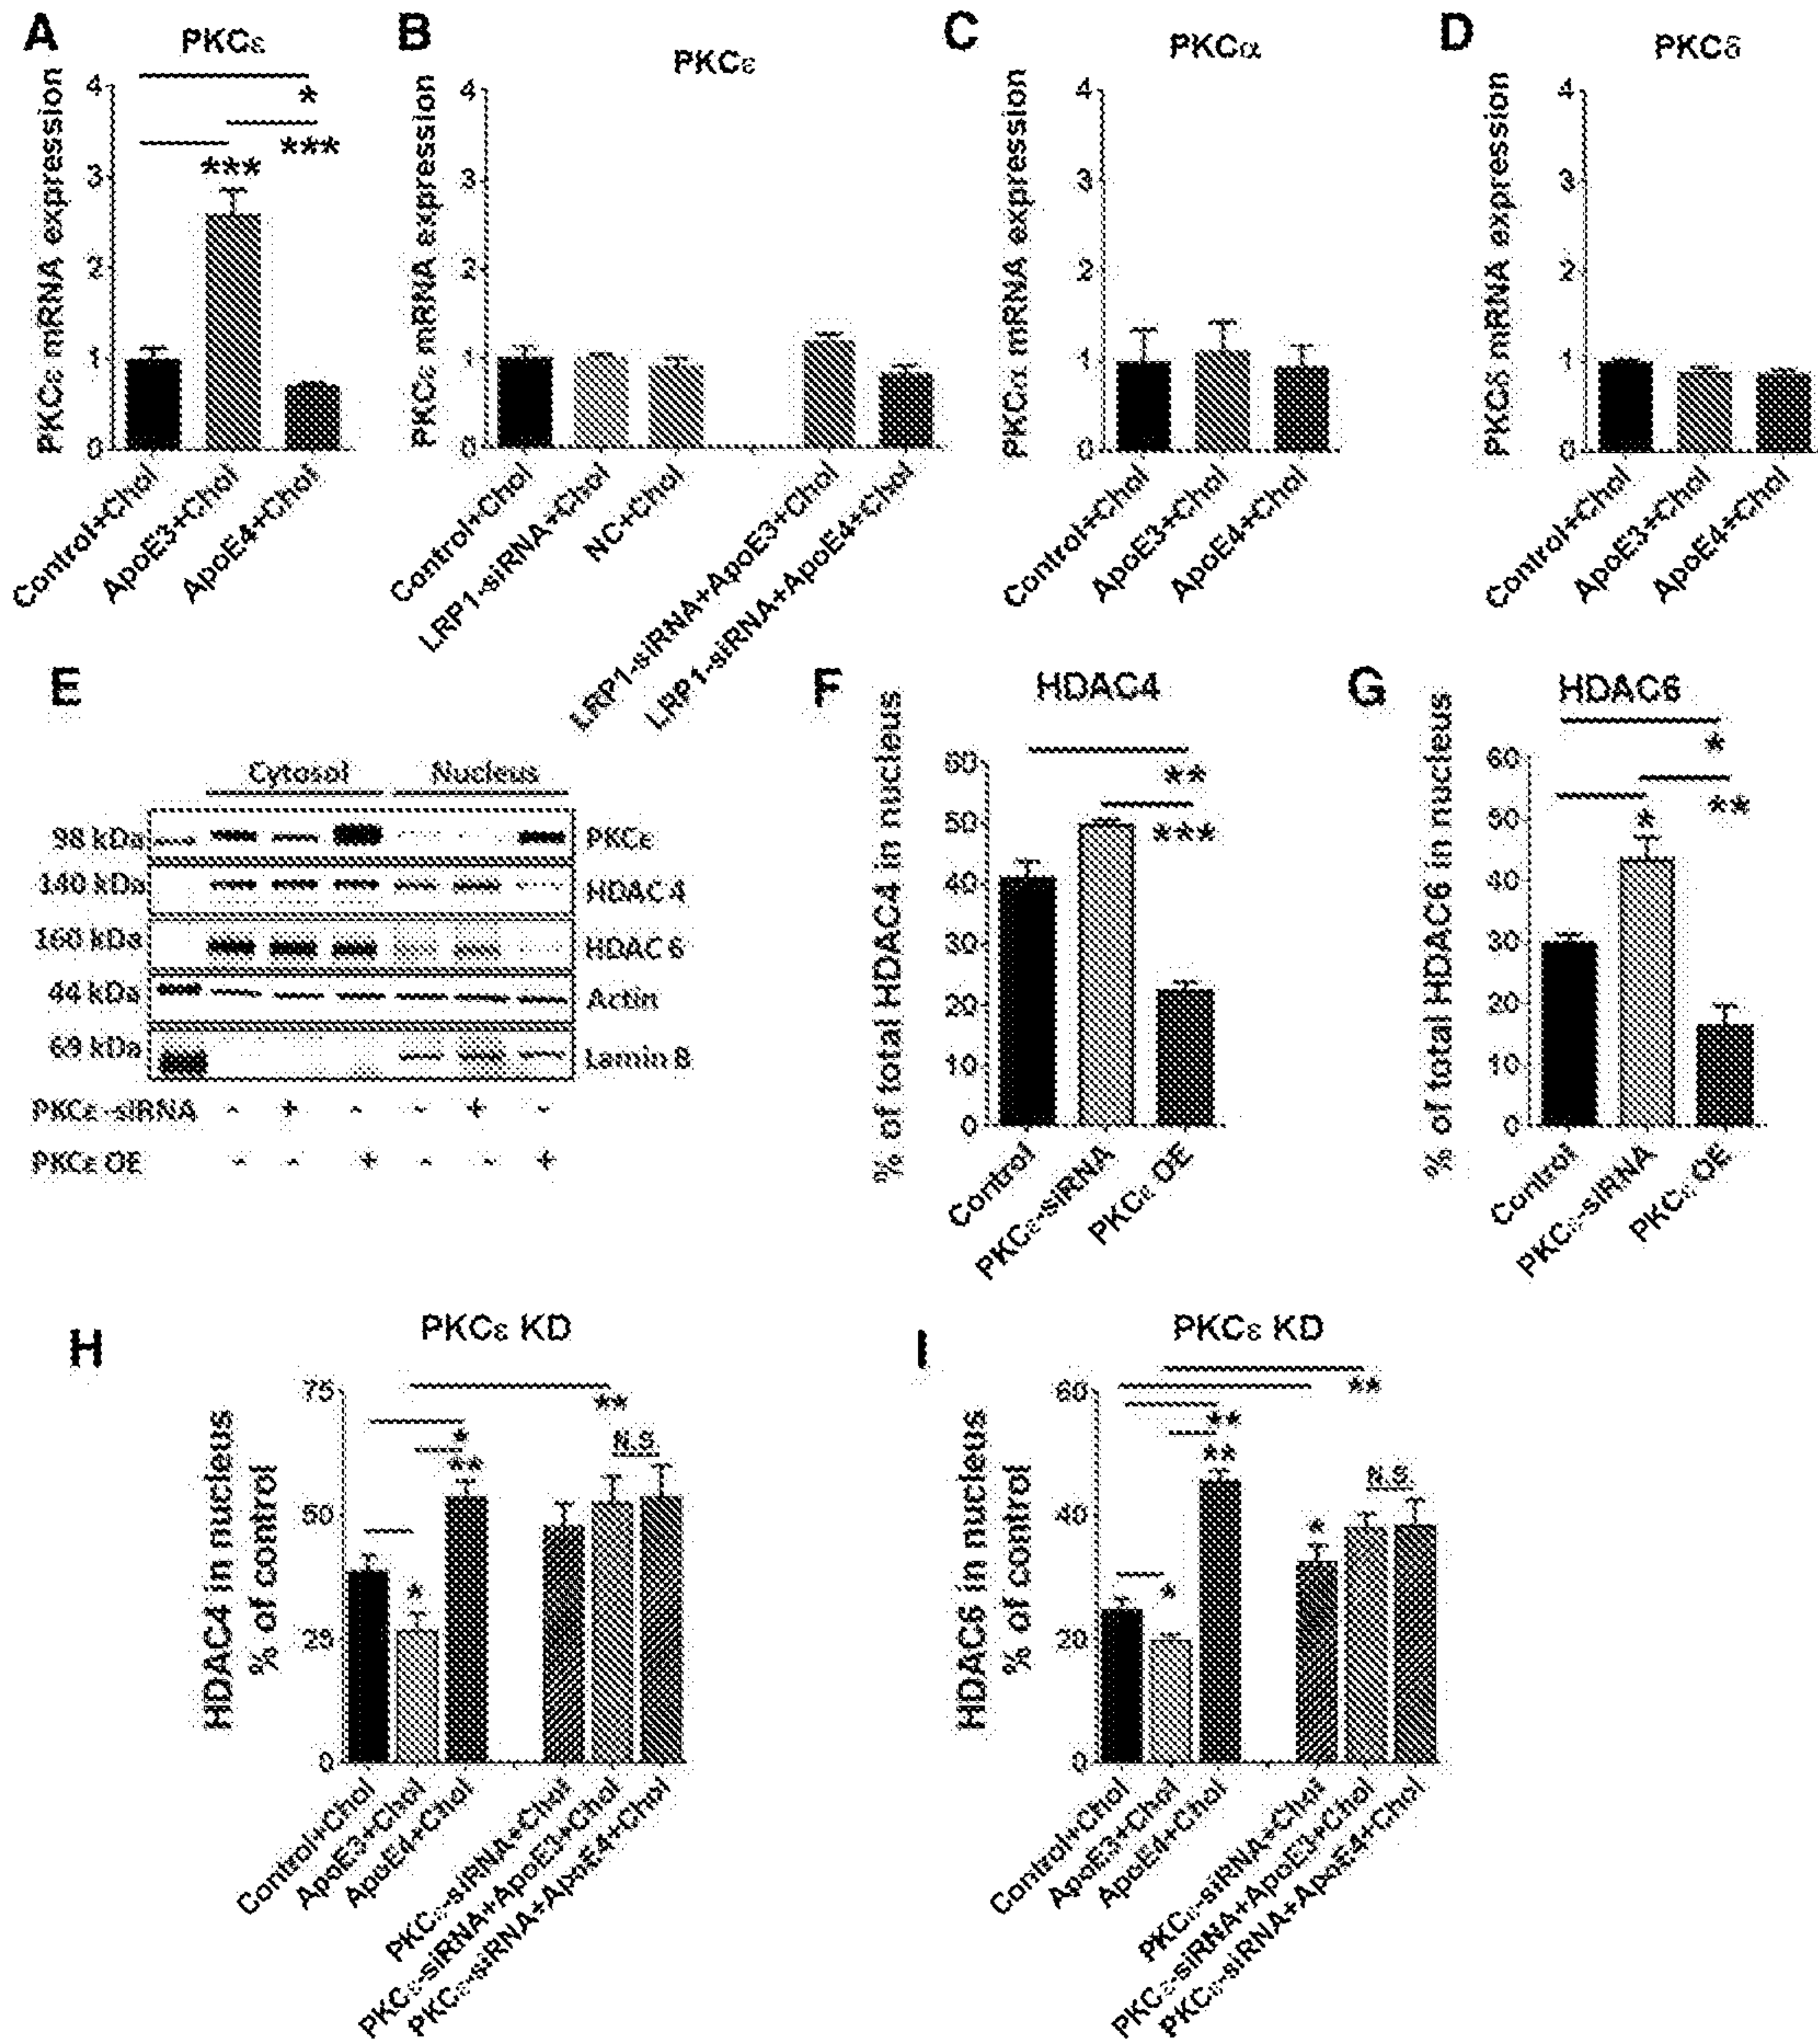 A
PKCε
PKCε mRNA expression
4
3
2
1
0
*
***
***
Control+Chol
ApoE3+Chol
ApoE4+Chol
B
PKCε
PKCε mRNA expression
4
3
2
1
0
Control+Chol
LRP1-siRNA+Chol
NC+Chol
LRP1-siRNA+ApoE3+Chol
LRP1-siRNA+ApoE4+Chol
C
PKCα
PKCα mRNA expression
4
3
2
1
0
Control+Chol
ApoE3+Chol
ApoE4+Chol
D
PKCδ
PKCδ mRNA expression
4
3
2
1
0
Control+Chol
ApoE3+Chol
ApoE4+Chol
E
Cytosol Nucleus
98 kDa PKCε
140 kDa HDAC 4
160 kDa HDAC 6
44 kDa Actin
69 kDa Lamin B
PKCε-siRNA - + - - + -
PKCε OE - - + - - +
F
HDAC4
% of total HDAC4 in nucleus
60
50
40
30
20
10
0
**
***
Control
PKCε-siRNA
PKCε OE
G
HDAC6
% of total HDAC6 in nucleus
60
50
40
30
20
10
0
*
*
**
Control
PKCε-siRNA
PKCε OE
H
PKCε KD
HDAC4 in nucleus
% of control
75
50
25
0
**
*
**
*
N.S.
Control+Chol
ApoE3+Chol
ApoE4+Chol
PKCε-siRNA+Chol
PKCε-siRNA+ApoE3+Chol
PKCε-siRNA+ApoE4+Chol
I
PKCε KD
HDAC6 in nucleus
% of control
60
40
20
0
**
**
**
*
*
N.S.
Control+Chol
ApoE3+Chol
ApoE4+Chol
PKCε-siRNA+Chol
PKCε-siRNA+ApoE3+Chol
PKCε-siRNA+ApoE4+Chol